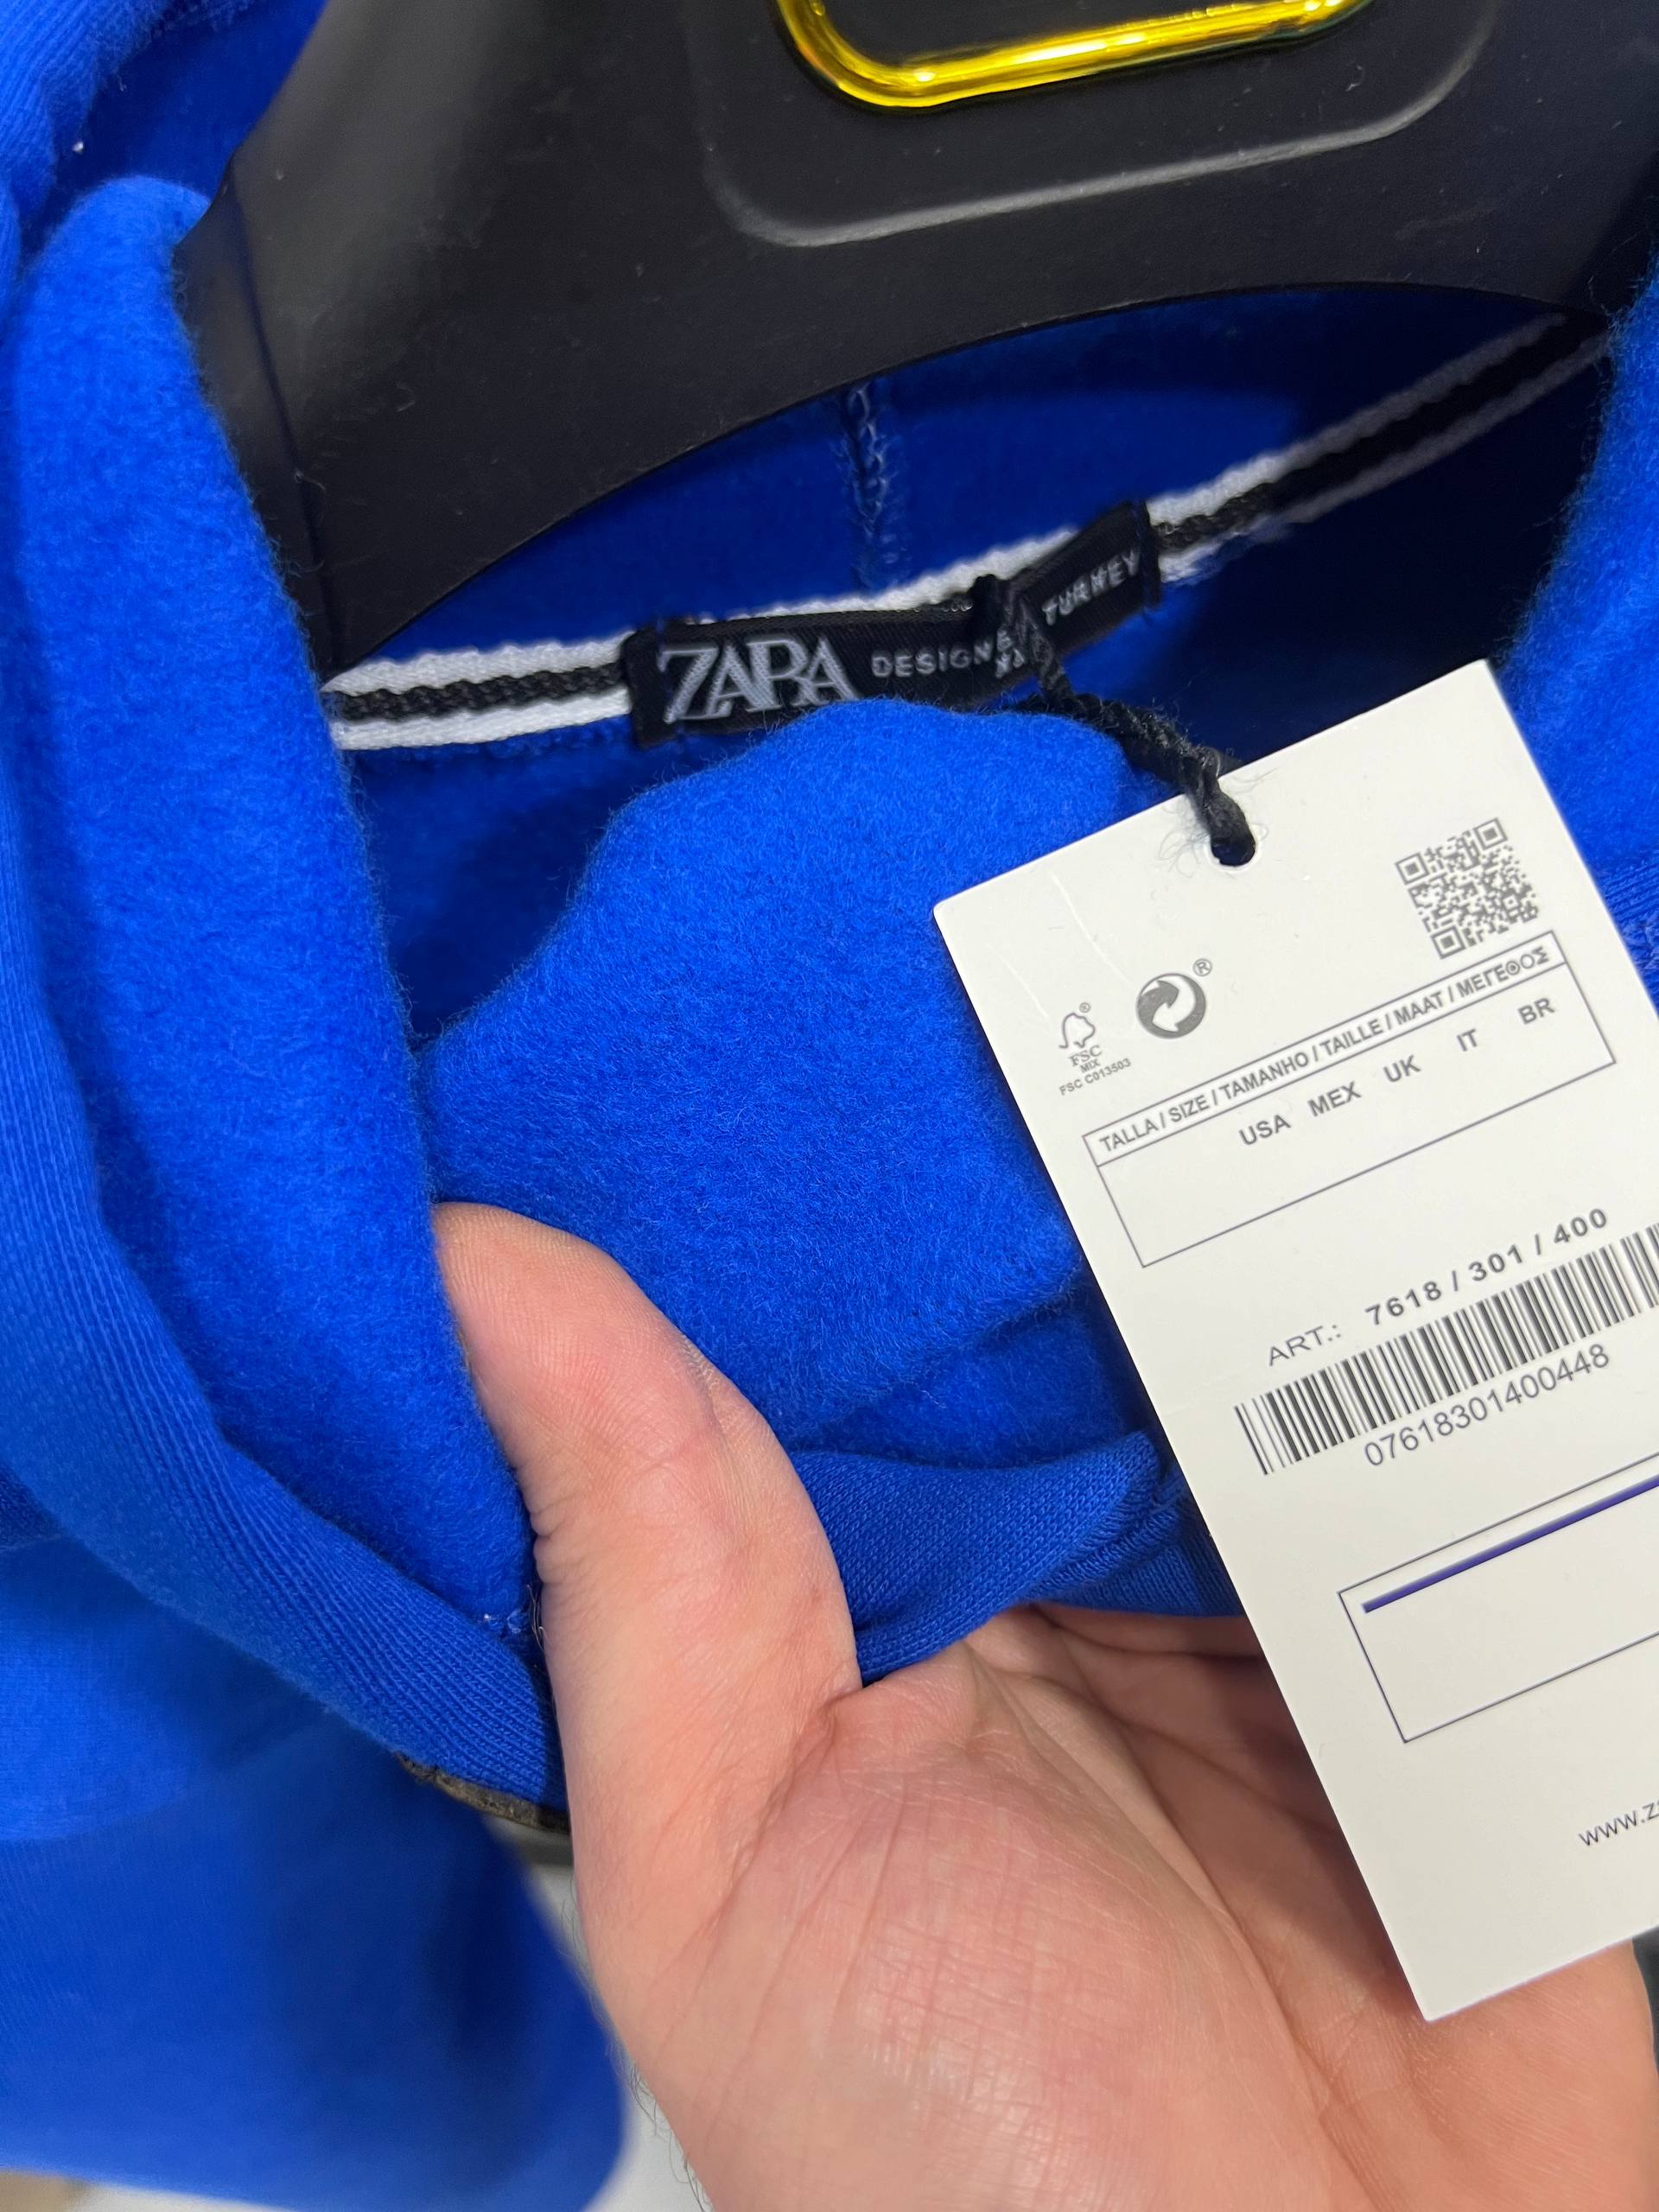 ZARA DESIGNE TURKEY
®
®
FSC
MIX
FSC C013503
TALLA / SIZE / TAMANHO / TAILLE / MAAT / ΜΕΓΕΘΟΣ
USA MEX UK IT BR
ART.: 7618 / 301 / 400
07618301400448
www.z